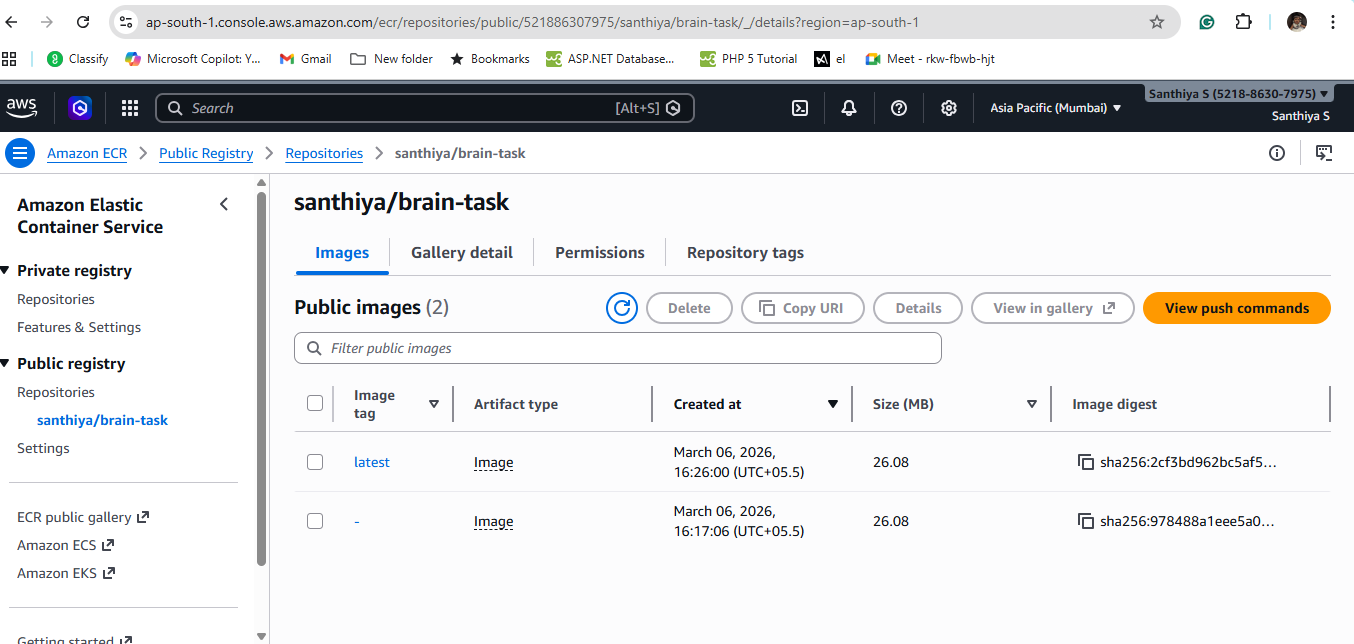 ap-south-1.console.aws.amazon.com/ecr/repositories/public/521886307975/santhiya/brain-task/_/details?region=ap-south-1
Classify
Microsoft Copilot: Y...
Gmail
New folder
Bookmarks
ASP.NET Database...
PHP 5 Tutorial
el
Meet - rkw-fbwb-hjt
aws
Search
[Alt+S]
Asia Pacific (Mumbai)
Santhiya S (5218-8630-7975)
Santhiya S
Amazon ECR
Public Registry
Repositories
santhiya/brain-task
Amazon Elastic
Container Service
Private registry
Repositories
Features & Settings
Public registry
Repositories
santhiya/brain-task
Settings
ECR public gallery
Amazon ECS
Amazon EKS
Getting started
santhiya/brain-task
Images
Gallery detail
Permissions
Repository tags
Public images (2)
Delete
Copy URI
Details
View in gallery
View push commands
Filter public images
Image
tag
Artifact type
Created at
Size (MB)
Image digest
latest
Image
March 06, 2026,
16:26:00 (UTC+05.5)
26.08
sha256:2cf3bd962bc5af5...
-
Image
March 06, 2026,
16:17:06 (UTC+05.5)
26.08
sha256:978488a1eee5a0...